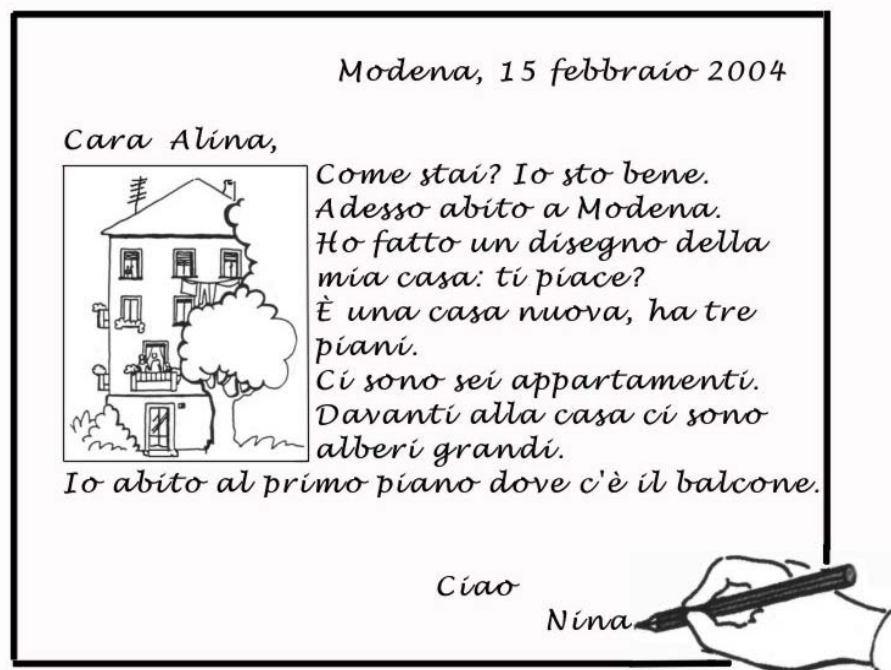 Modena, 15 febbraio 2004
Cara Alina,
Come stai? Io sto bene.
Adesso abito a Modena.
Ho fatto un disegno della
mia casa: ti piace?
È una casa nuova, ha tre
piani.
Ci sono sei appartamenti.
Davanti alla casa ci sono
alberi grandi.
Io abito al primo piano dove c'è il balcone.
Ciao
Nina